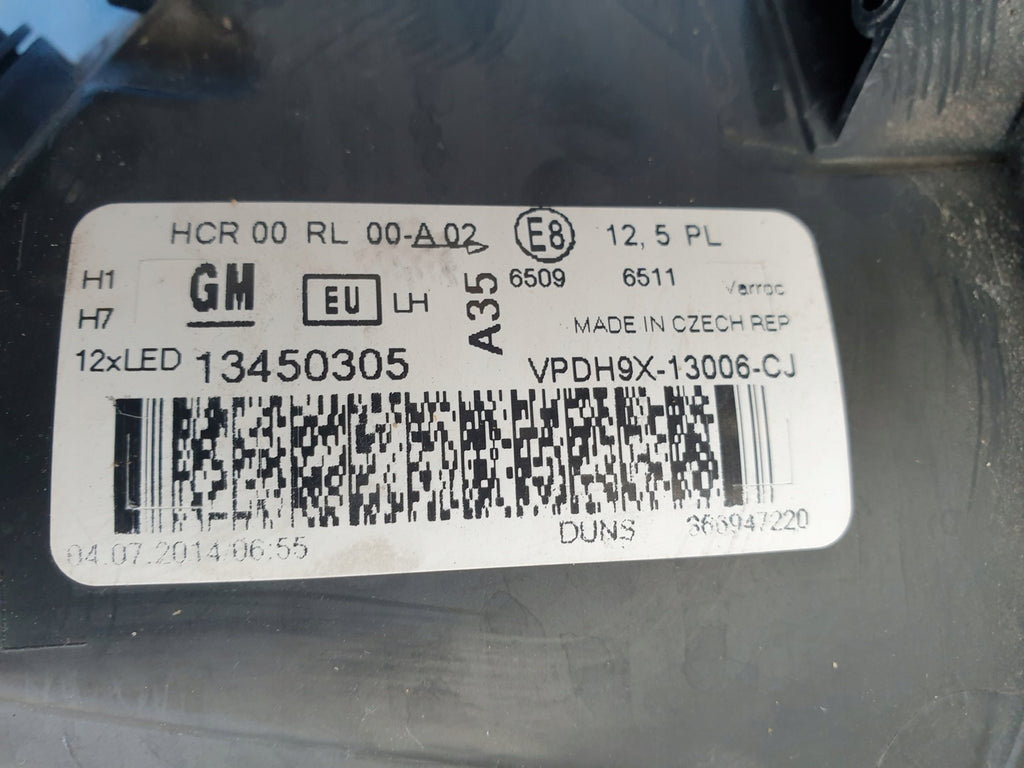 HCR 00 RL 00-A 02 E8 12,5 PL
H1 GM EU LH A35 6509 6511 Varroc
H7 MADE IN CZECH REP
12xLED 13450305 VPDH9X-13006-CJ
DUNS 366947220
04.07.2014/06:55